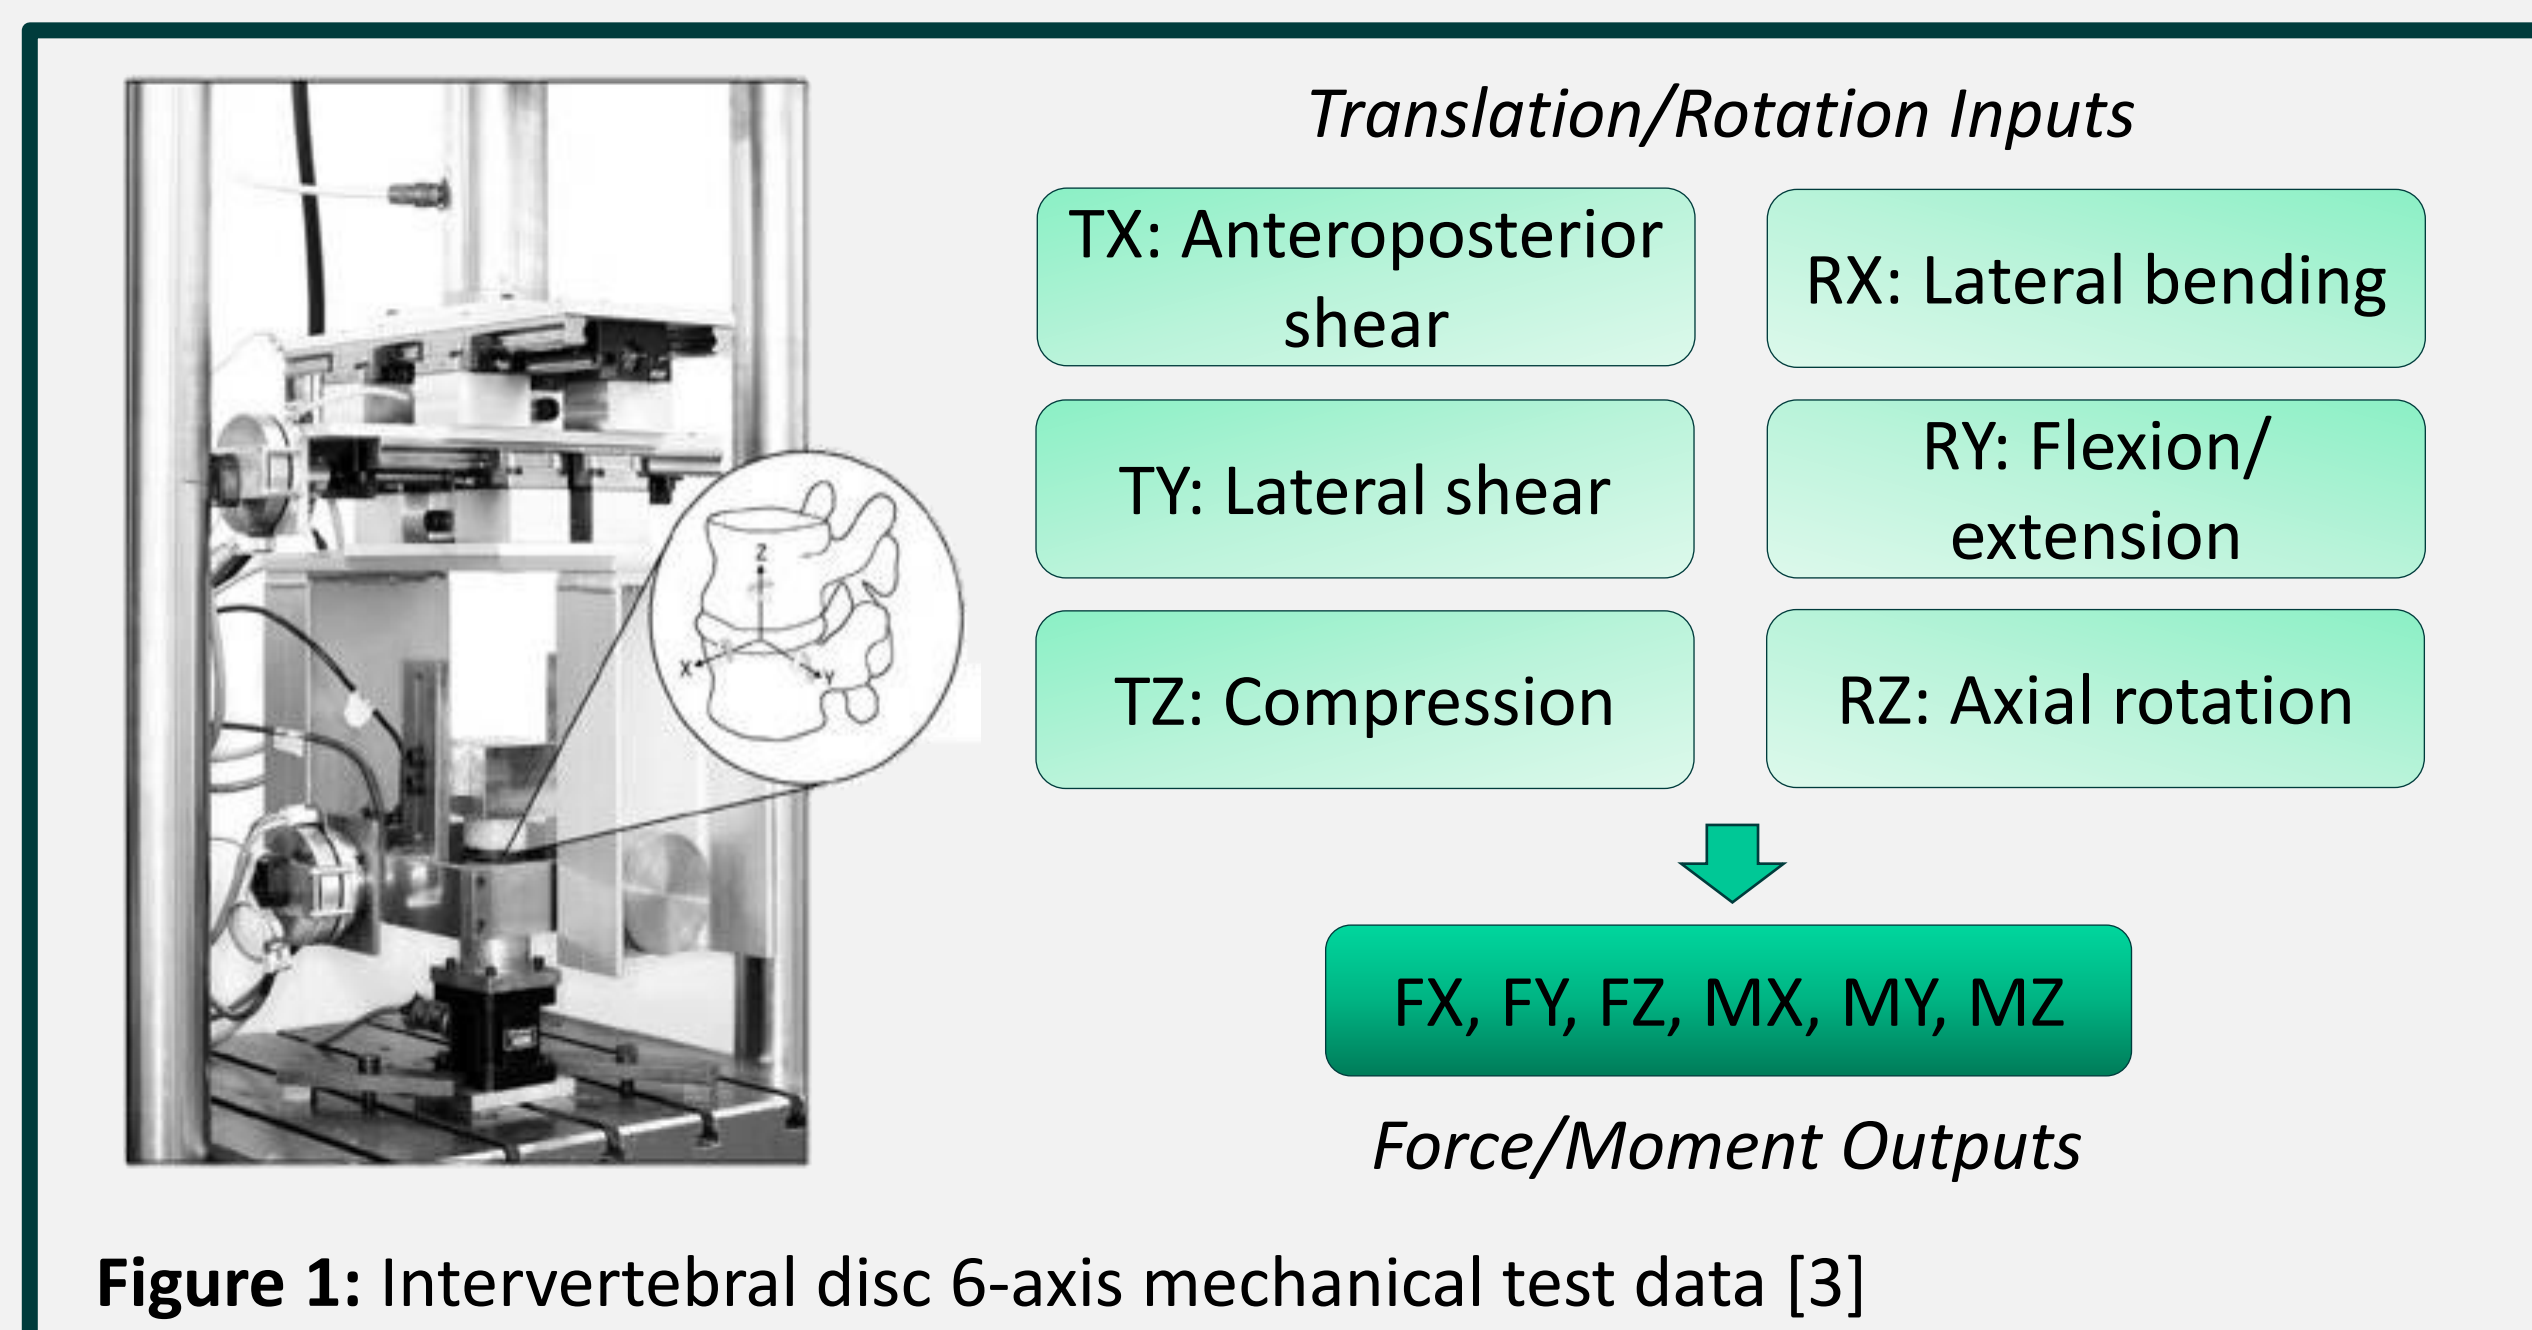 Translation/Rotation Inputs
TX: Anteroposterior
shear
RX: Lateral bending
TY: Lateral shear
RY: Flexion/
extension
TZ: Compression
RZ: Axial rotation
Z
X
Y
FX, FY, FZ, MX, MY, MZ
Force/Moment Outputs
Figure 1: Intervertebral disc 6-axis mechanical test data [3]